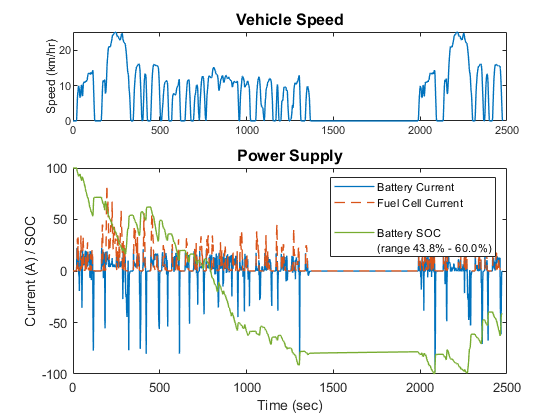 Vehicle Speed
Speed (km/hr)
20
10
0
0
500
1000
1500
2000
2500
Power Supply
Current (A) / SOC
100
50
0
-50
-100
Battery Current
Fuel Cell Current
Battery SOC
(range 43.8% - 60.0%)
0
500
1000
1500
2000
2500
Time (sec)